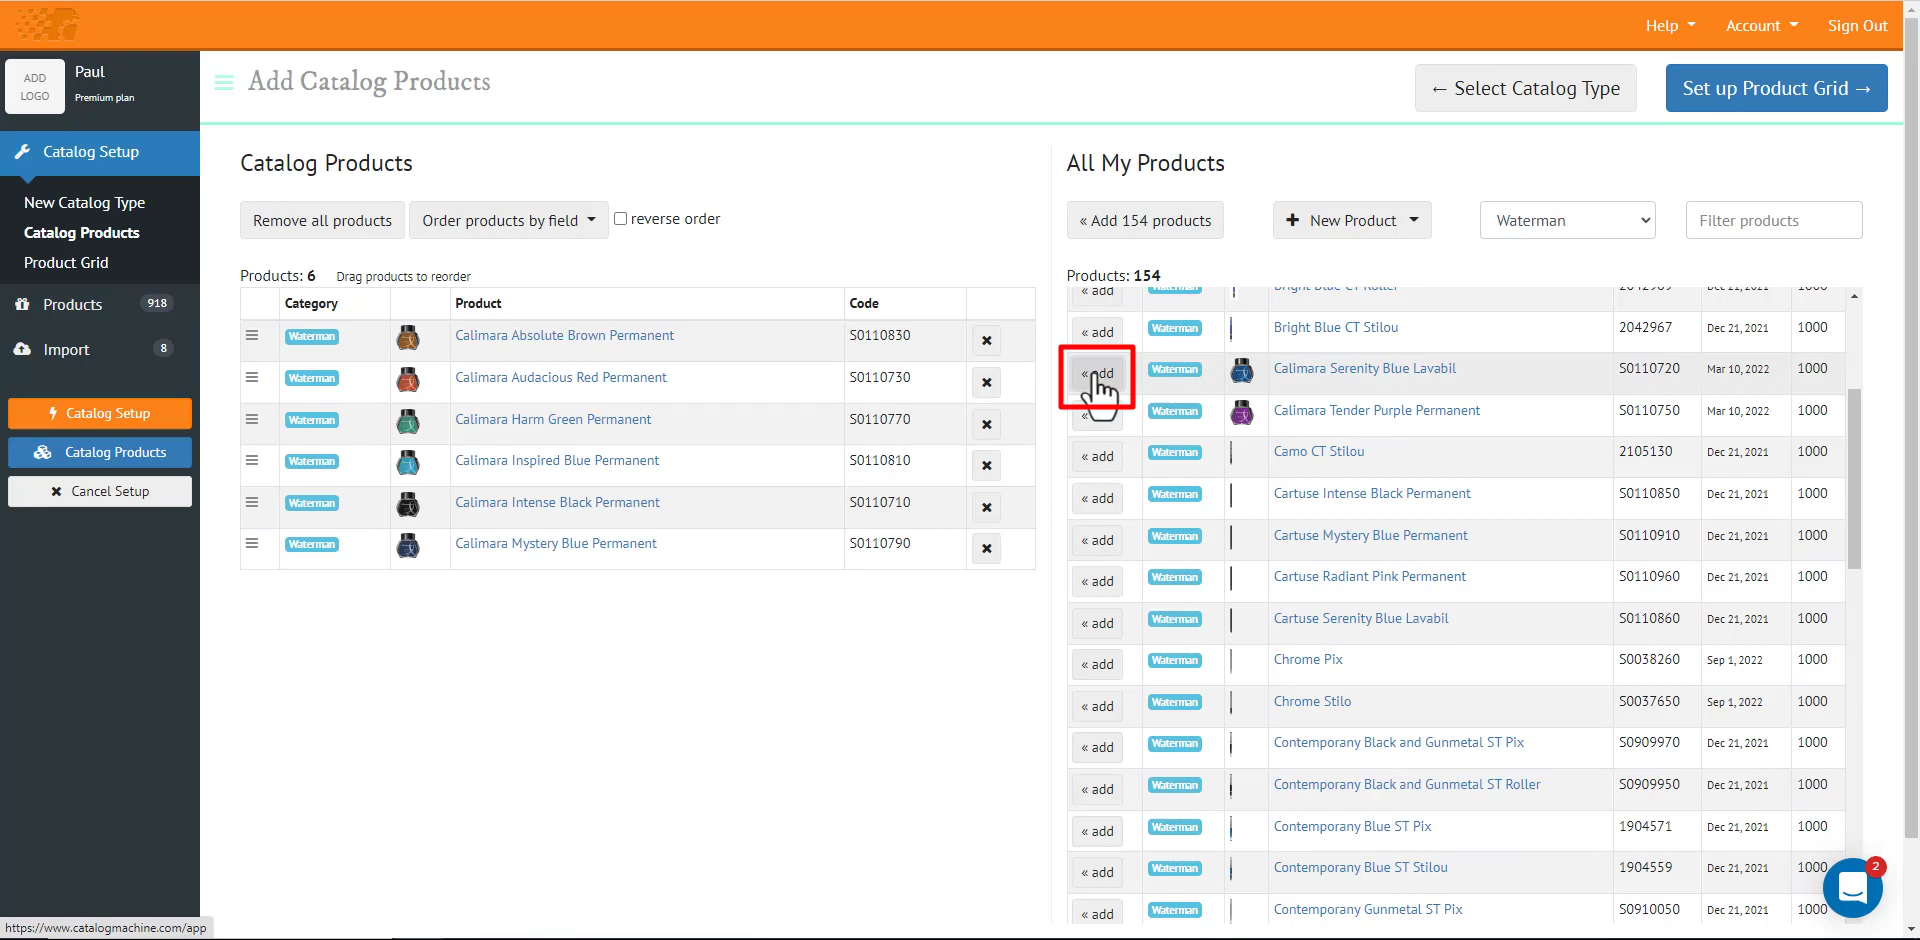 Help
Account
Sign Out
ADD
LOGO
Paul
Premium plan
Add Catalog Products
← Select Catalog Type
Set up Product Grid →
Catalog Setup
New Catalog Type
Catalog Products
Product Grid
Products 918
Import 8
Catalog Setup
Catalog Products
Cancel Setup
Catalog Products
Remove all products
Order products by field
reverse order
Products: 6 Drag products to reorder
Category Product Code
Waterman Calimara Absolute Brown Permanent S0110830
Waterman Calimara Audacious Red Permanent S0110730
Waterman Calimara Harm Green Permanent S0110770
Waterman Calimara Inspired Blue Permanent S0110810
Waterman Calimara Intense Black Permanent S0110710
Waterman Calimara Mystery Blue Permanent S0110790
All My Products
« Add 154 products
New Product
Waterman
Filter products
Products: 154
« add Waterman Bright Blue CT Roller 2042969 Dec 21, 2021 1000
« add Waterman Bright Blue CT Stilou 2042967 Dec 21, 2021 1000
« add Waterman Calimara Serenity Blue Lavabil S0110720 Mar 10, 2022 1000
« Waterman Calimara Tender Purple Permanent S0110750 Mar 10, 2022 1000
« add Waterman Camo CT Stilou 2105130 Dec 21, 2021 1000
« add Waterman Cartuse Intense Black Permanent S0110850 Dec 21, 2021 1000
« add Waterman Cartuse Mystery Blue Permanent S0110910 Dec 21, 2021 1000
« add Waterman Cartuse Radiant Pink Permanent S0110960 Dec 21, 2021 1000
« add Waterman Cartuse Serenity Blue Lavabil S0110860 Dec 21, 2021 1000
« add Waterman Chrome Pix S0038260 Sep 1, 2022 1000
« add Waterman Chrome Stilo S0037650 Sep 1, 2022 1000
« add Waterman Contemporany Black and Gunmetal ST Pix S0909970 Dec 21, 2021 1000
« add Waterman Contemporany Black and Gunmetal ST Roller S0909950 Dec 21, 2021 1000
« add Waterman Contemporany Blue ST Pix 1904571 Dec 21, 2021 1000
« add Waterman Contemporany Blue ST Stilou 1904559 Dec 21, 2021 1000
« add Waterman Contemporany Gunmetal ST Pix S0910050 Dec 21, 2021 1000
2
https://www.catalogmachine.com/app